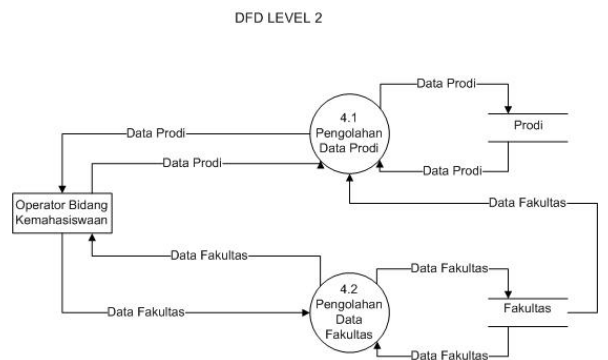 DFD LEVEL 2
Data Prodi
4.1
Pengolahan
Data Prodi
Prodi
Data Prodi
Data Prodi
Data Prodi
Operator Bidang
Kemahasiswaan
Data Fakultas
Data Fakultas
Data Fakultas
4.2
Pengolahan
Data
Fakultas
Fakultas
Data Fakultas
Data Fakultas